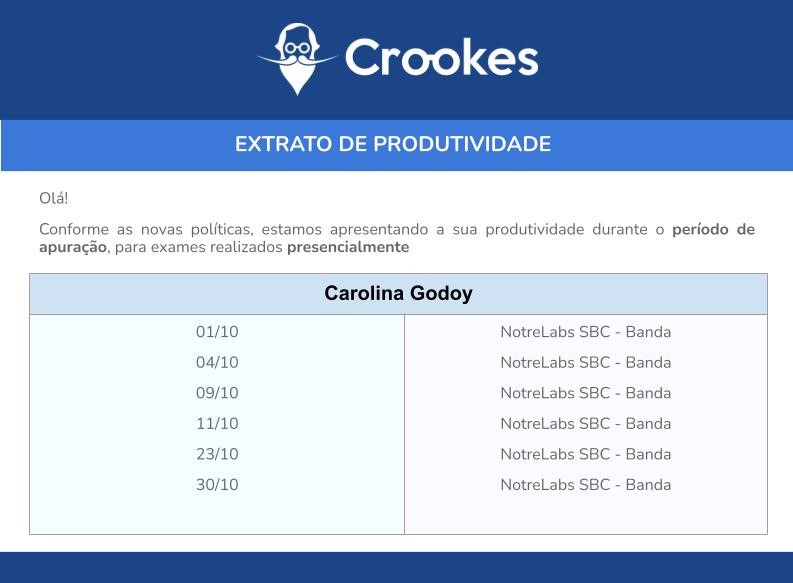 Crookes
EXTRATO DE PRODUTIVIDADE
Olá!
Conforme as novas políticas, estamos apresentando a sua produtividade durante o período de
apuração, para exames realizados presencialmente
Carolina Godoy
01/10 NotreLabs SBC - Banda
04/10 NotreLabs SBC - Banda
09/10 NotreLabs SBC - Banda
11/10 NotreLabs SBC - Banda
23/10 NotreLabs SBC - Banda
30/10 NotreLabs SBC - Banda